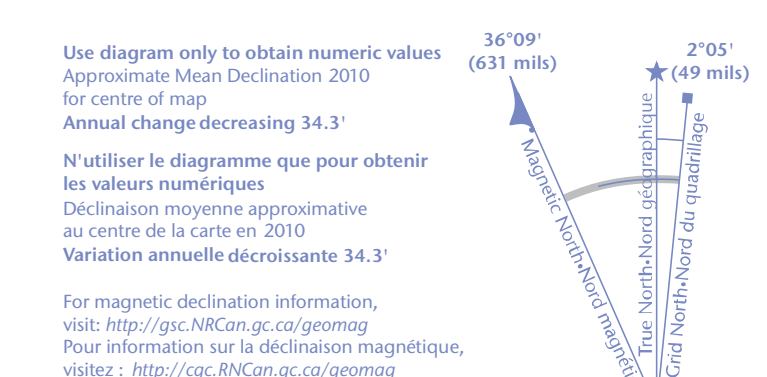 Use diagram only to obtain numeric values
Approximate Mean Declination 2010
for centre of map
Annual change decreasing 34.3'
N'utiliser le diagramme que pour obtenir
les valeurs numériques
Déclinaison moyenne approximative
au centre de la carte en 2010
Variation annuelle décroissante 34.3'
For magnetic declination information,
visit: http://gsc.NRCan.gc.ca/geomag
Pour information sur la déclinaison magnétique,
visitez : http://cgc.RNCan.gc.ca/geomag
36°09'
(631 mils)
2°05'
(49 mils)
Magnetic North•Nord magnéti
True North•Nord géographique
Grid North•Nord du quadrillage